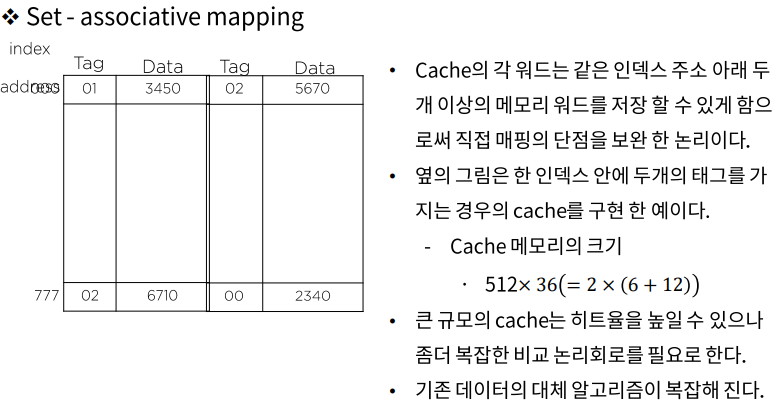 ❖ Set - associative mapping
index
address
000
Tag Data Tag Data
01 3450 02 5670
777 02 6710 00 2340
• Cache의 각 워드는 같은 인덱스 주소 아래 두
개 이상의 메모리 워드를 저장 할 수 있게 함으
로써 직접 매핑의 단점을 보완 한 논리이다.
• 옆의 그림은 한 인덱스 안에 두개의 태그를 가
지는 경우의 cache를 구현 한 예이다.
- Cache 메모리의 크기
· 512× 36(= 2 × (6 + 12))
• 큰 규모의 cache는 히트율을 높일 수 있으나
좀더 복잡한 비교 논리회로를 필요로 한다.
• 기존 데이터의 대체 알고리즘이 복잡해 진다.